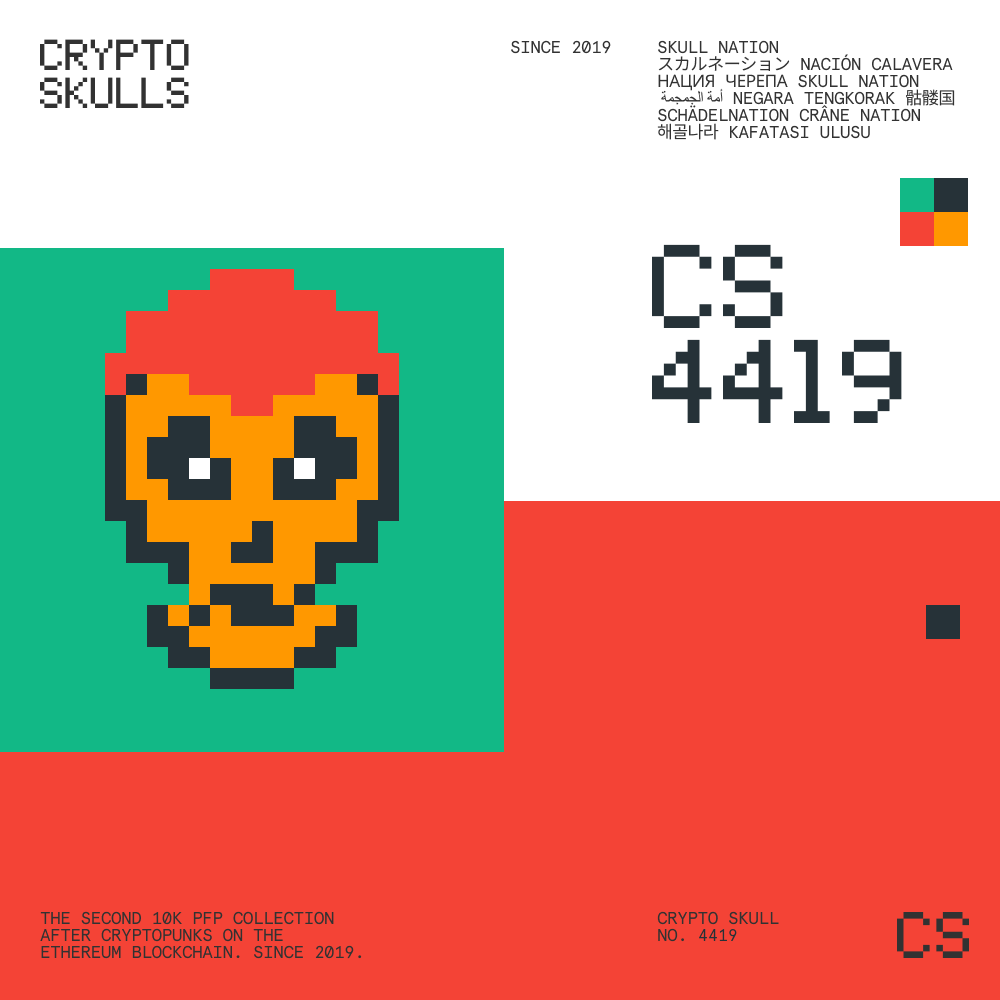 CRYPTO
SKULLS
SINCE 2019
SKULL NATION
スカルネーション NACIÓN CALAVERA
НАЦИЯ ЧЕРЕПА SKULL NATION
أمة الجمجمة NEGARA TENGKORAK 骷髅国
SCHÄDELNATION CRÂNE NATION
해골나라 KAFATASI ULUSU
CS
4419
THE SECOND 10K PFP COLLECTION
AFTER CRYPTOPUNKS ON THE
ETHEREUM BLOCKCHAIN. SINCE 2019.
CRYPTO SKULL
NO. 4419
CS